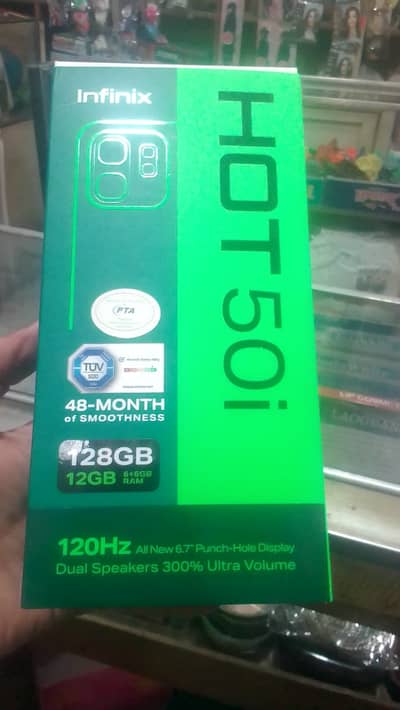 Infinix
HOT 50i
PTA
TÜV
SÜD
48-MONTH
of SMOOTHNESS
128GB
12GB 6+6GB
RAM
120Hz All New 6.7" Punch-Hole Display
Dual Speakers 300% Ultra Volume